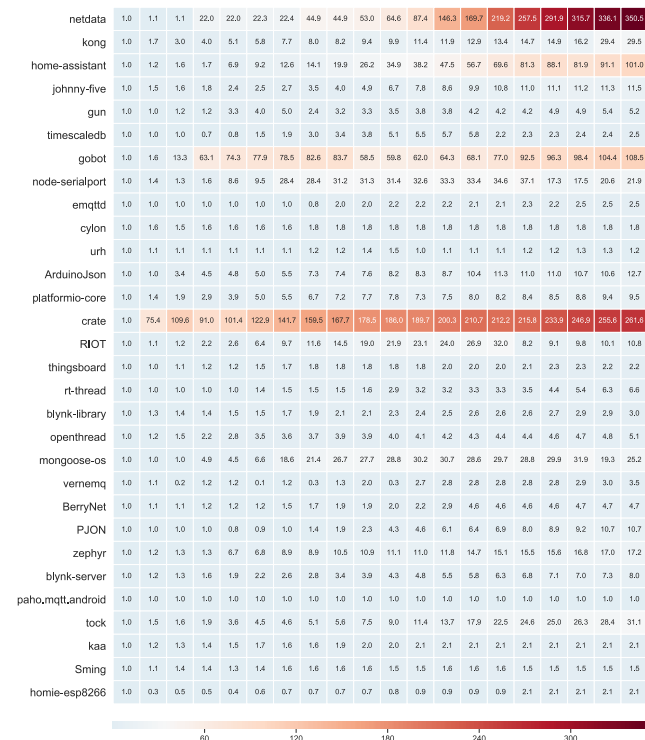 netdata 1.0 1.1 1.1 22.0 22.0 22.3 22.4 44.9 44.9 53.0 64.6 87.4 146.3 169.7 219.2 257.5 291.9 315.7 336.1 350.5
kong 1.0 1.7 3.0 4.0 5.1 5.8 7.7 8.0 8.2 9.4 9.9 11.4 11.9 12.9 13.4 14.7 14.9 16.2 29.4 29.5
home-assistant 1.0 1.2 1.6 1.7 6.9 9.2 12.6 14.1 19.9 26.2 34.9 38.2 47.5 56.7 69.6 81.3 88.1 81.9 91.1 101.0
johnny-five 1.0 1.5 1.6 1.8 2.4 2.5 2.7 3.5 4.0 4.9 6.7 7.8 8.6 9.9 10.8 11.0 11.1 11.2 11.3 11.5
gun 1.0 1.0 1.2 1.2 3.3 4.0 5.0 2.4 3.2 3.3 3.5 3.8 3.8 4.2 4.2 4.2 4.9 4.9 5.4 5.2
timescaledb 1.0 1.0 1.0 0.7 0.8 1.5 1.9 3.0 3.4 3.8 5.1 5.5 5.7 5.8 2.2 2.3 2.3 2.4 2.4 2.5
gobot 1.0 1.6 13.3 63.1 74.3 77.9 78.5 82.6 83.7 58.5 59.8 62.0 64.3 68.1 77.0 92.5 96.3 98.4 104.4 108.5
node-serialport 1.0 1.4 1.3 1.6 8.6 9.5 28.4 28.4 31.2 31.3 31.4 32.6 33.3 33.4 34.6 37.1 17.3 17.5 20.6 21.9
emqttd 1.0 1.0 1.0 1.0 1.0 1.0 1.0 0.8 2.0 2.0 2.2 2.2 2.2 2.1 2.1 2.3 2.2 2.5 2.5 2.5
cylon 1.0 1.6 1.5 1.6 1.6 1.6 1.6 1.8 1.8 1.8 1.8 1.8 1.8 1.8 1.8 1.8 1.8 1.8 1.8 1.8
urh 1.0 1.1 1.1 1.1 1.1 1.1 1.1 1.2 1.2 1.4 1.5 1.0 1.1 1.1 1.1 1.2 1.2 1.3 1.3 1.2
ArduinoJson 1.0 1.0 3.4 4.5 4.8 5.0 5.5 7.3 7.4 7.6 8.2 8.3 8.7 10.4 11.3 11.0 11.0 10.7 10.6 12.7
platformio-core 1.0 1.4 1.9 2.9 3.9 5.0 5.5 6.7 7.2 7.7 7.8 7.3 7.5 8.0 8.2 8.4 8.5 8.8 9.4 9.5
crate 1.0 75.4 109.6 91.0 101.4 122.9 141.7 159.5 167.7 178.5 186.0 189.7 200.3 210.7 212.2 215.8 233.9 246.9 255.6 261.6
RIOT 1.0 1.1 1.2 2.2 2.6 6.4 9.7 11.6 14.5 19.0 21.9 23.1 24.0 26.9 32.0 8.2 9.1 9.8 10.1 10.8
thingsboard 1.0 1.0 1.1 1.2 1.2 1.5 1.7 1.8 1.8 1.8 1.8 1.8 2.0 2.0 2.0 2.1 2.3 2.3 2.2 2.2
rt-thread 1.0 1.0 1.0 1.0 1.0 1.4 1.5 1.5 1.5 1.6 2.9 3.2 3.2 3.3 3.3 3.5 4.4 5.4 6.3 6.6
blynk-library 1.0 1.3 1.4 1.4 1.5 1.5 1.7 1.9 2.1 2.1 2.3 2.4 2.5 2.6 2.6 2.6 2.7 2.9 2.9 3.0
openthread 1.0 1.2 1.5 2.2 2.8 3.5 3.6 3.7 3.9 3.9 4.0 4.1 4.2 4.3 4.4 4.4 4.6 4.7 4.8 5.1
mongoose-os 1.0 1.0 1.0 4.9 4.5 6.6 18.6 21.4 26.7 27.7 28.8 30.2 30.7 28.6 29.7 28.8 29.9 31.9 19.3 25.2
vernemq 1.0 1.1 0.2 1.2 1.2 0.1 1.2 0.3 1.3 2.0 0.3 2.7 2.8 2.8 2.8 2.8 2.8 2.9 3.0 3.5
BerryNet 1.0 1.1 1.1 1.2 1.2 1.2 1.5 1.7 1.9 1.9 2.0 2.2 2.9 4.6 4.6 4.6 4.6 4.7 4.7 4.7
PJON 1.0 1.0 1.0 1.0 0.8 0.9 1.0 1.4 1.9 2.3 4.3 4.6 6.1 6.4 6.9 8.0 8.9 9.2 10.7 10.7
zephyr 1.0 1.2 1.3 1.3 6.7 6.8 8.9 8.9 10.5 10.9 11.1 11.0 11.8 14.7 15.1 15.5 15.6 16.8 17.0 17.2
blynk-server 1.0 1.2 1.3 1.6 1.9 2.2 2.6 2.8 3.4 3.9 4.3 4.8 5.5 5.8 6.3 6.8 7.1 7.0 7.3 8.0
paho.mqtt.android 1.0 1.0 1.0 1.0 1.0 1.0 1.0 1.0 1.0 1.0 1.0 1.0 1.0 1.0 1.0 1.0 1.0 1.0 1.0 1.0
tock 1.0 1.5 1.6 1.9 3.6 4.5 4.6 5.1 5.6 7.5 9.0 11.4 13.7 17.9 22.5 24.6 25.0 26.3 28.4 31.1
kaa 1.0 1.2 1.3 1.4 1.5 1.7 1.6 1.6 1.9 2.0 2.0 2.1 2.1 2.1 2.1 2.1 2.1 2.1 2.1 2.1
Sming 1.0 1.1 1.4 1.4 1.3 1.4 1.6 1.6 1.6 1.6 1.5 1.5 1.6 1.6 1.6 1.5 1.5 1.5 1.5 1.5
homie-esp8266 1.0 0.3 0.5 0.5 0.4 0.6 0.7 0.7 0.7 0.7 0.8 0.9 0.9 0.9 0.9 2.1 2.1 2.1 2.1 2.1
60 120 180 240 300